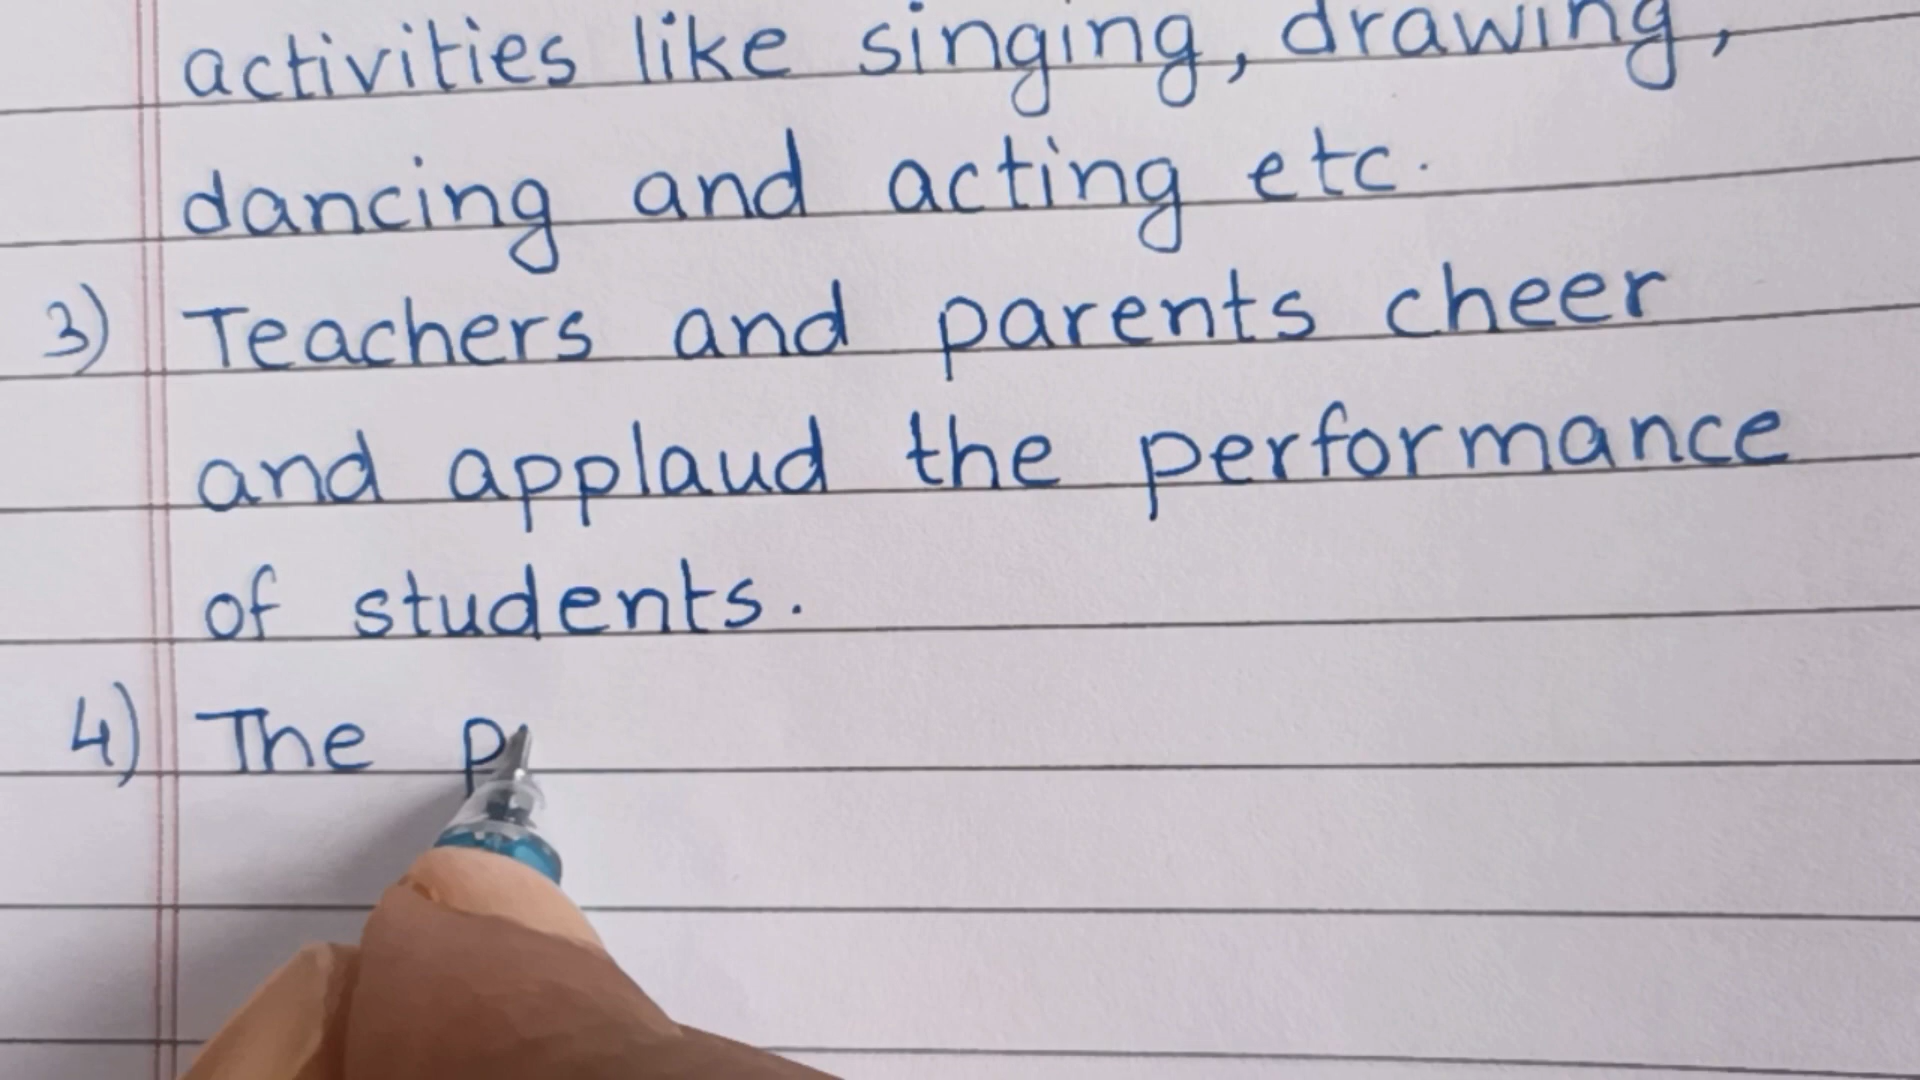 activities like singing, drawing,
dancing and acting etc.
3) Teachers and parents cheer
and applaud the performance
of students.
4) The p